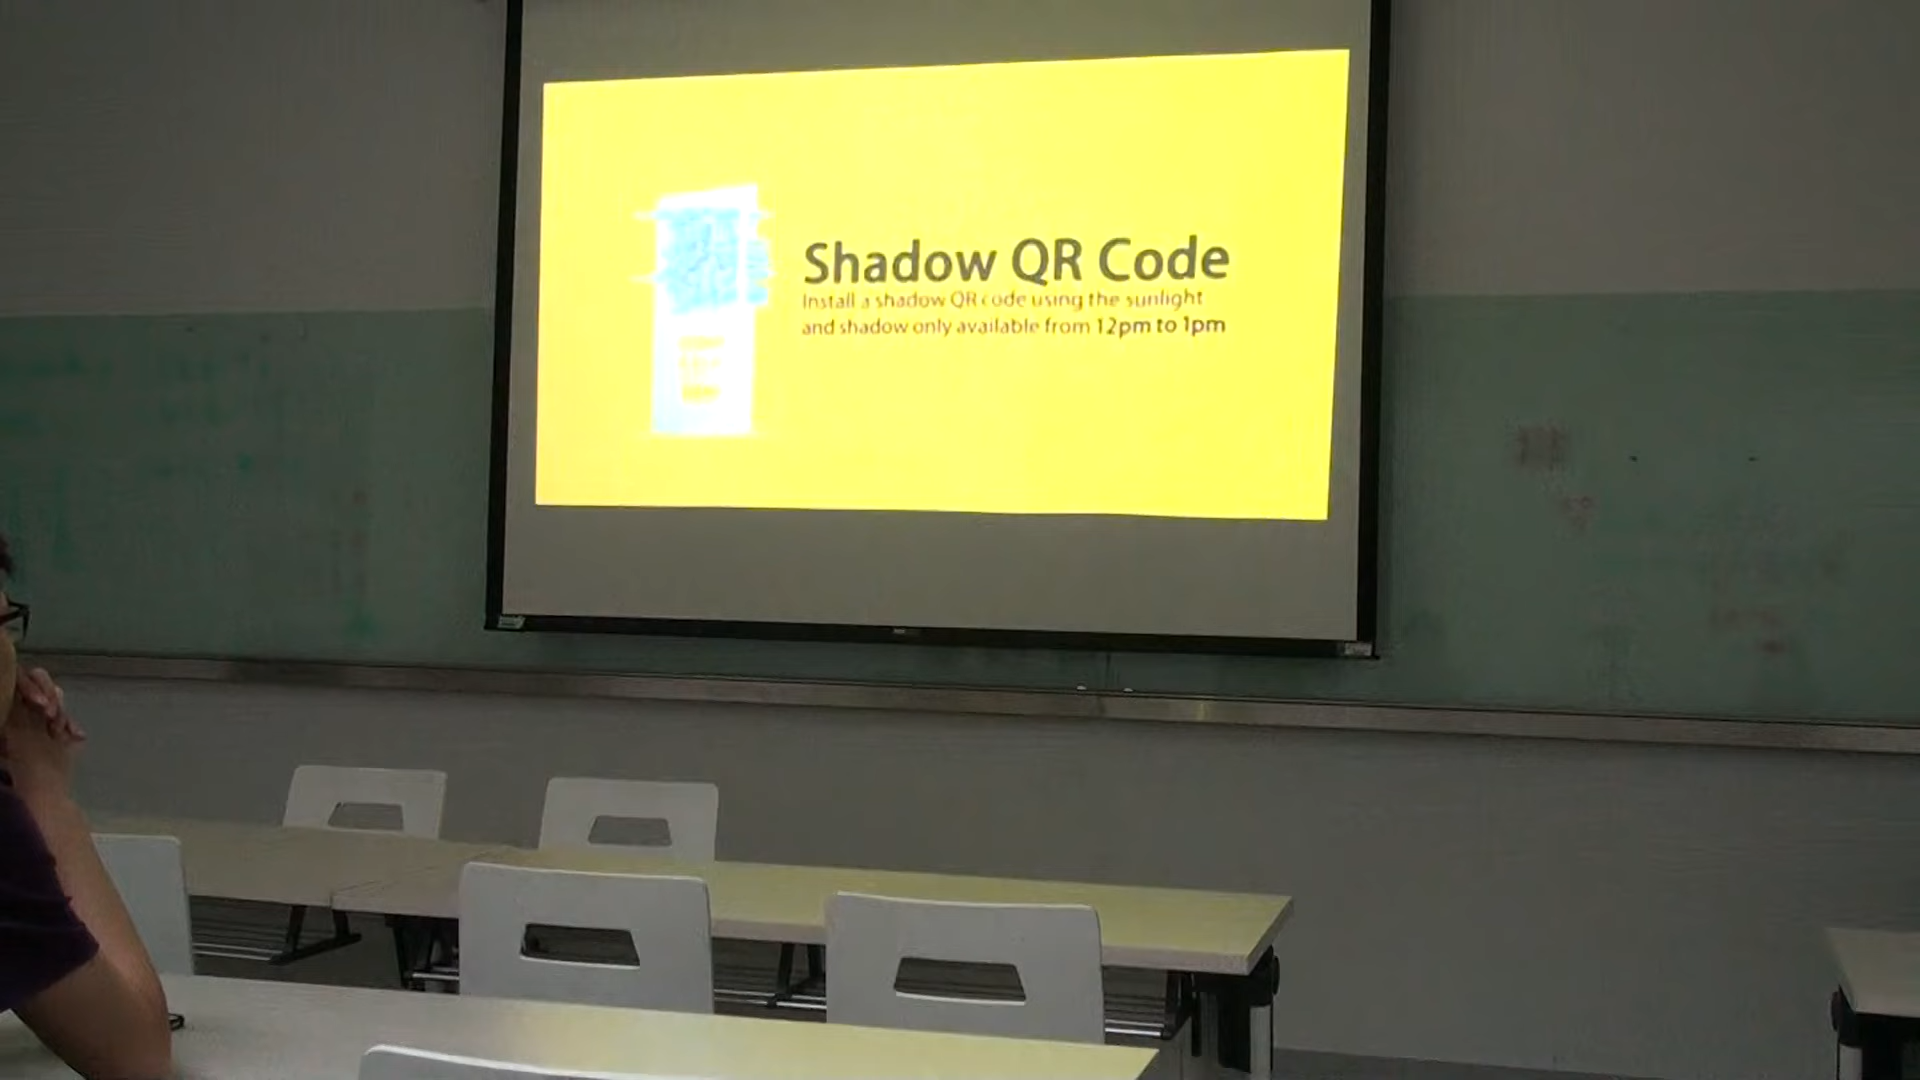 Shadow QR Code
Install a shadow QR code using the sunlight
and shadow only available from 12pm to 1pm